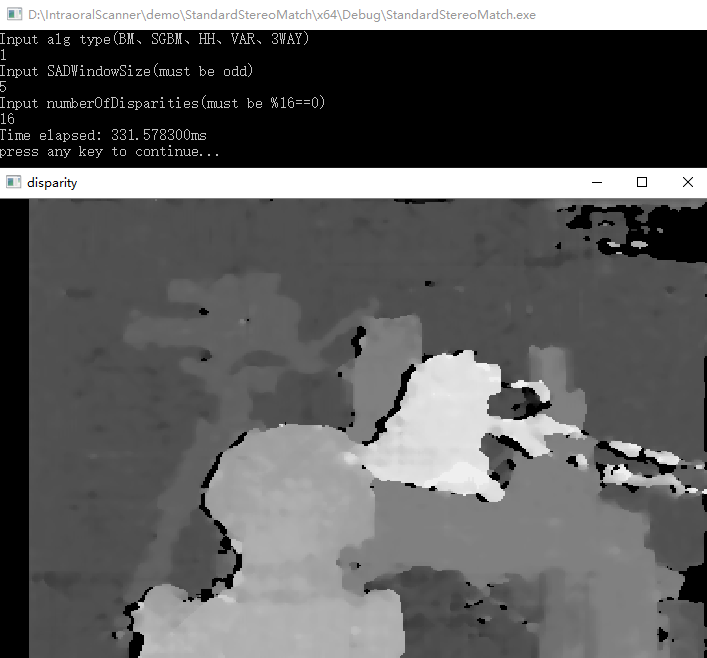 D:\IntraoralScanner\demo\StandardStereoMatch\x64\Debug\StandardStereoMatch.exe
Input alg type(BM、SGBM、HH、VAR、3WAY)
1
Input SADWindowSize(must be odd)
5
Input numberOfDisparities(must be %16==0)
16
Time elapsed: 331.578300ms
press any key to continue...
disparity